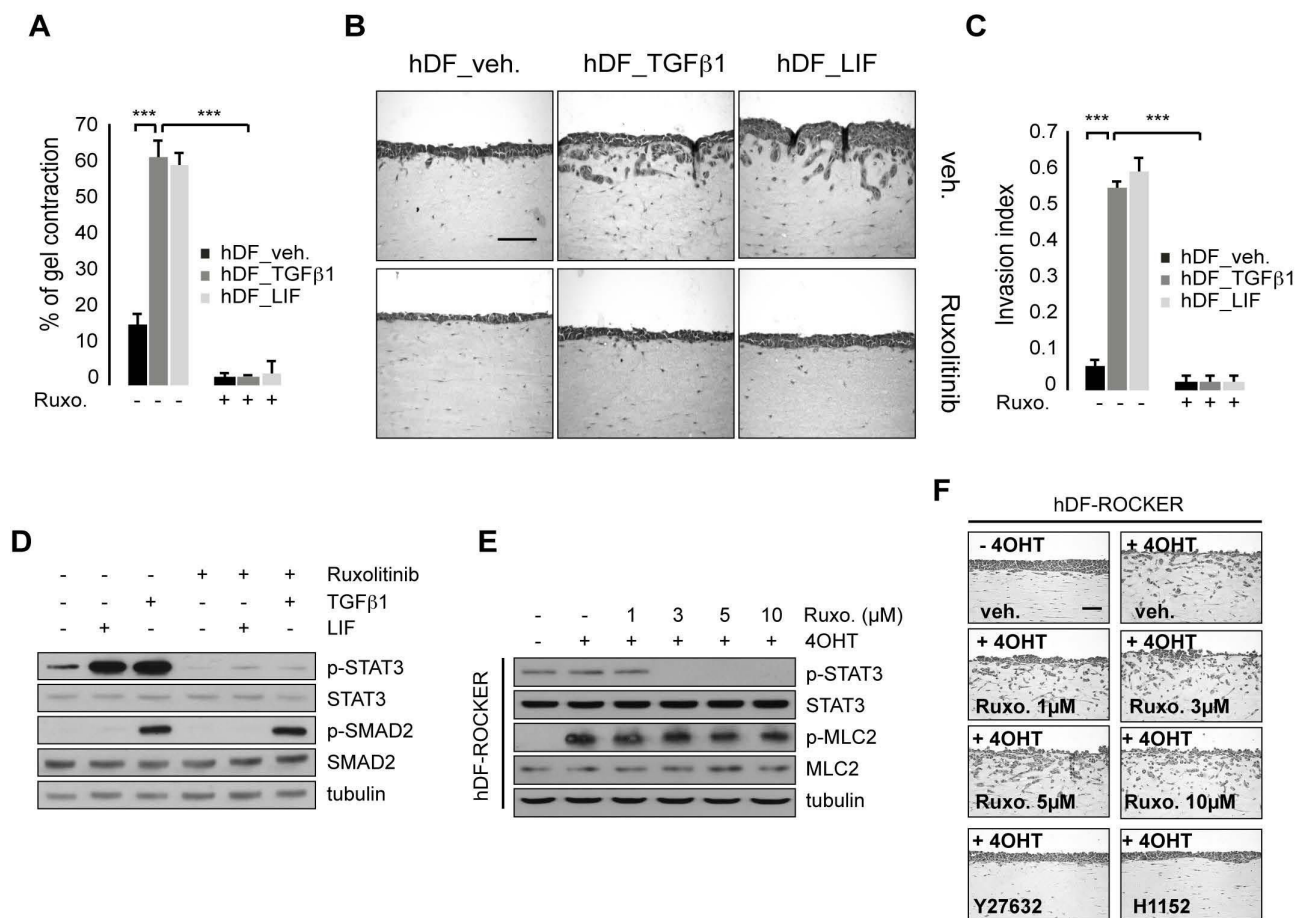 A
***
***
70
60
50
40
30
20
10
0
% of gel contraction
hDF_veh.
hDF_TGFβ1
hDF_LIF
Ruxo.
- - - + + +
B
hDF_veh. hDF_TGFβ1 hDF_LIF
veh.
Ruxolitinib
C
***
***
0.7
0.6
0.5
0.4
0.3
0.2
0.1
0
Invasion index
hDF_veh.
hDF_TGFβ1
hDF_LIF
Ruxo.
- - - + + +
D
- - - + + + Ruxolitinib
- - + - - + TGFβ1
- + - - + - LIF
p-STAT3
STAT3
p-SMAD2
SMAD2
tubulin
E
- - 1 3 5 10 Ruxo. (µM)
- + + + + + 4OHT
hDF-ROCKER
p-STAT3
STAT3
p-MLC2
MLC2
tubulin
F
hDF-ROCKER
- 4OHT
veh.
+ 4OHT
veh.
+ 4OHT
Ruxo. 1µM
+ 4OHT
Ruxo. 3µM
+ 4OHT
Ruxo. 5µM
+ 4OHT
Ruxo. 10µM
+ 4OHT
Y27632
+ 4OHT
H1152